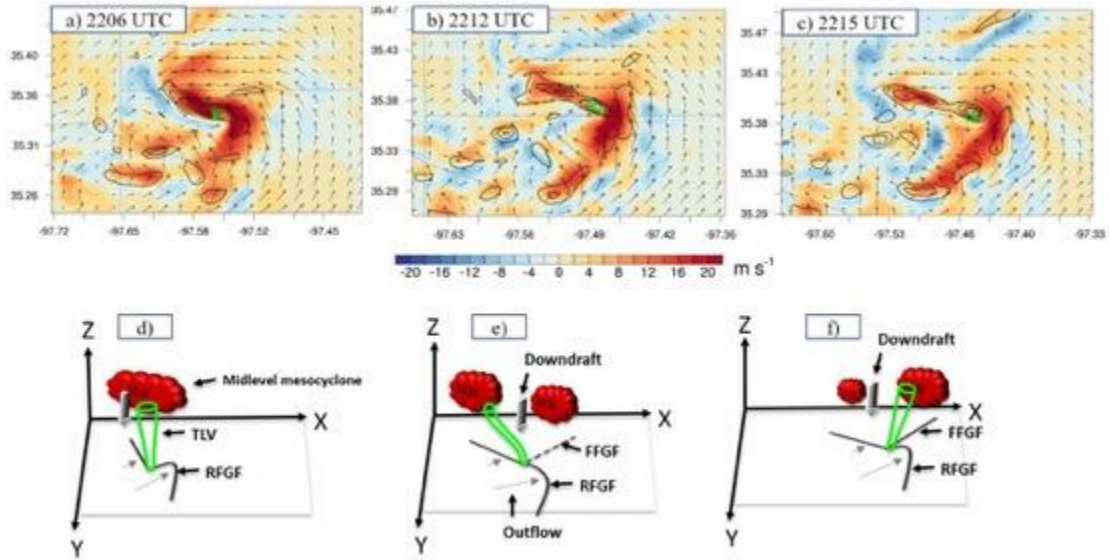 a) 2206 UTC
35.40
35.36
35.31
35.26
-97.72 -97.65 -97.58 -97.52 -97.45
b) 2212 UTC
35.47
35.43
35.38
35.33
35.29
-97.63 -97.56 -97.49 -97.42 -97.36
c) 2215 UTC
35.47
35.43
35.38
35.33
35.29
-97.60 -97.53 -97.46 -97.40 -97.33
-20 -16 -12 -8 -4 0 4 8 12 16 20 m s⁻¹
d)
Z
Midlevel mesocyclone
X
TLV
RFGF
Y
e)
Z
Downdraft
X
FFGF
RFGF
Outflow
Y
f)
Z
Downdraft
X
FFGF
RFGF
Y